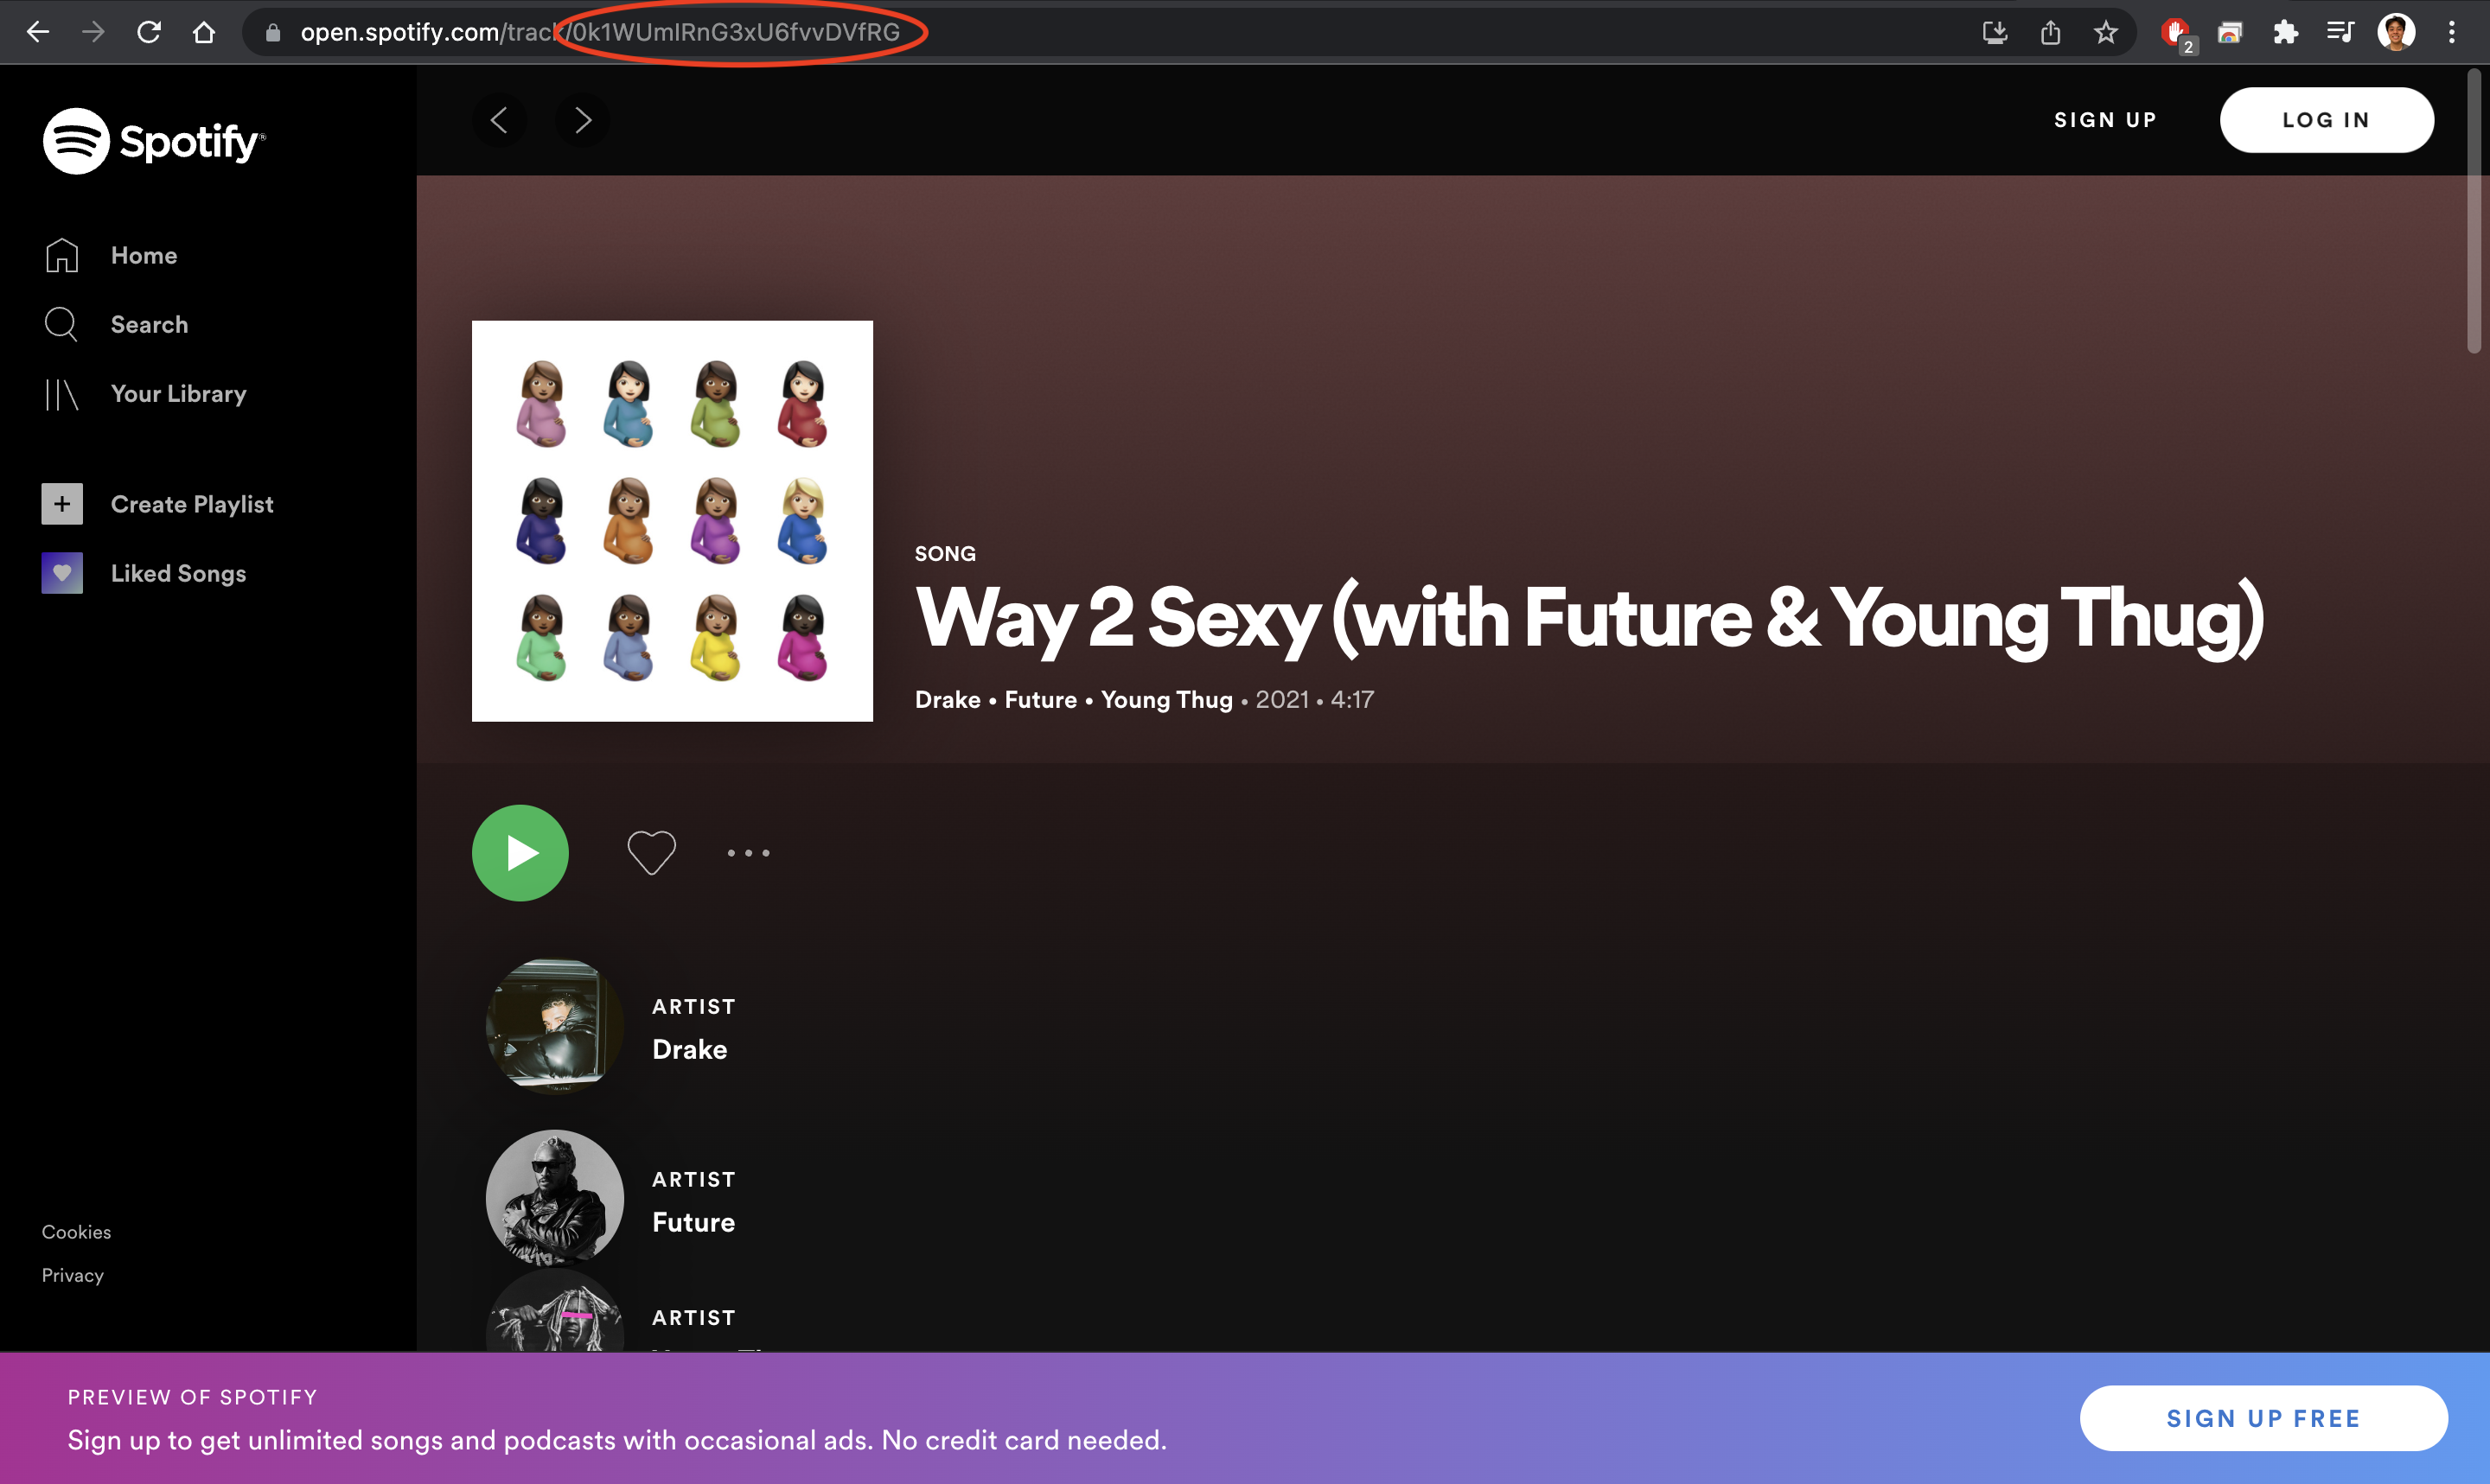 open.spotify.com/track/0k1WUmIRnG3xU6fvvDVfRG
2
Spotify®
SIGN UP
LOG IN
Home
Search
Your Library
Create Playlist
Liked Songs
SONG
Way 2 Sexy (with Future & Young Thug)
Drake • Future • Young Thug • 2021 • 4:17
ARTIST
Drake
ARTIST
Future
ARTIST
Cookies
Privacy
PREVIEW OF SPOTIFY
Sign up to get unlimited songs and podcasts with occasional ads. No credit card needed.
SIGN UP FREE